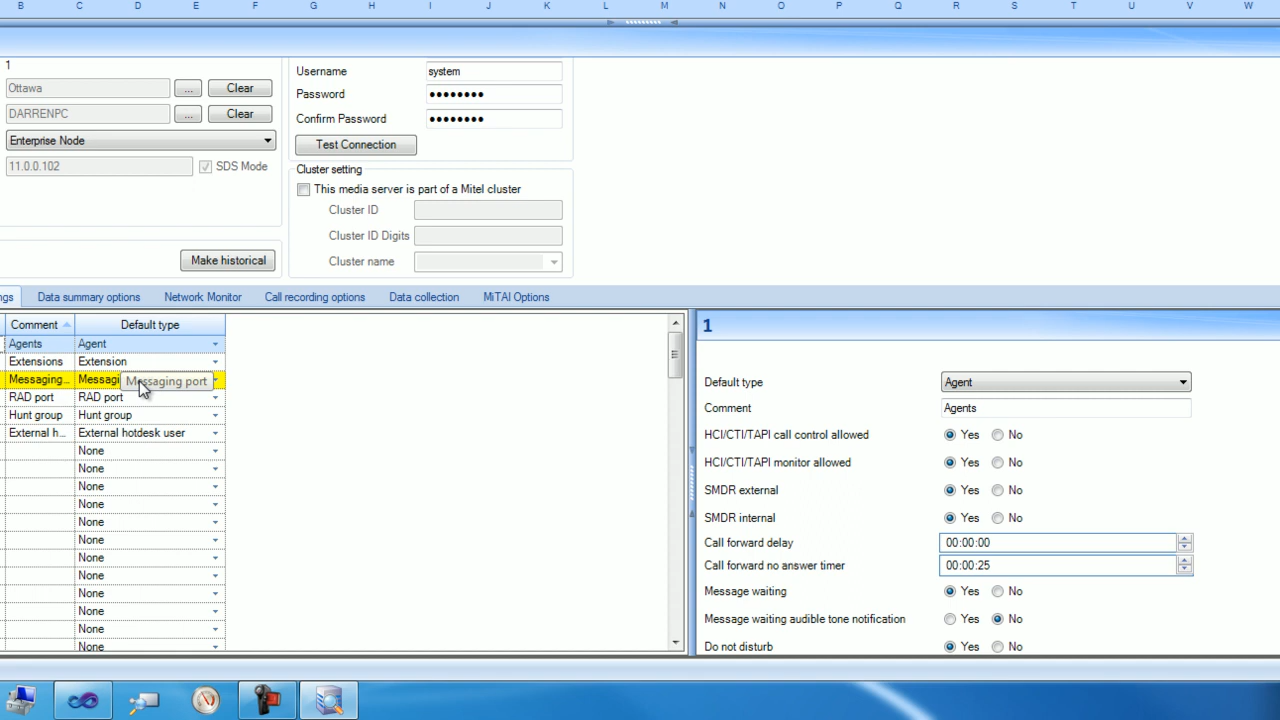 B C D E F G H I J K L M N O P Q R S T U V W
1
Ottawa ... Clear
DARRENPC ... Clear
Enterprise Node
11.0.0.102 SDS Mode
Make historical
Username system
Password ●●●●●●●●
Confirm Password ●●●●●●●●
Test Connection
Cluster setting
This media server is part of a Mitel cluster
Cluster ID
Cluster ID Digits
Cluster name
ngs Data summary options Network Monitor Call recording options Data collection MiTAI Options
Comment Default type
Agents Agent
Extensions Extension
Messaging... Messagi Messaging port
RAD port RAD port
Hunt group Hunt group
External h... External hotdesk user
None
None
None
None
None
None
None
None
None
None
None
None
1
Default type Agent
Comment Agents
HCI/CTI/TAPI call control allowed Yes No
HCI/CTI/TAPI monitor allowed Yes No
SMDR external Yes No
SMDR internal Yes No
Call forward delay 00:00:00
Call forward no answer timer 00:00:25
Message waiting Yes No
Message waiting audible tone notification Yes No
Do not disturb Yes No